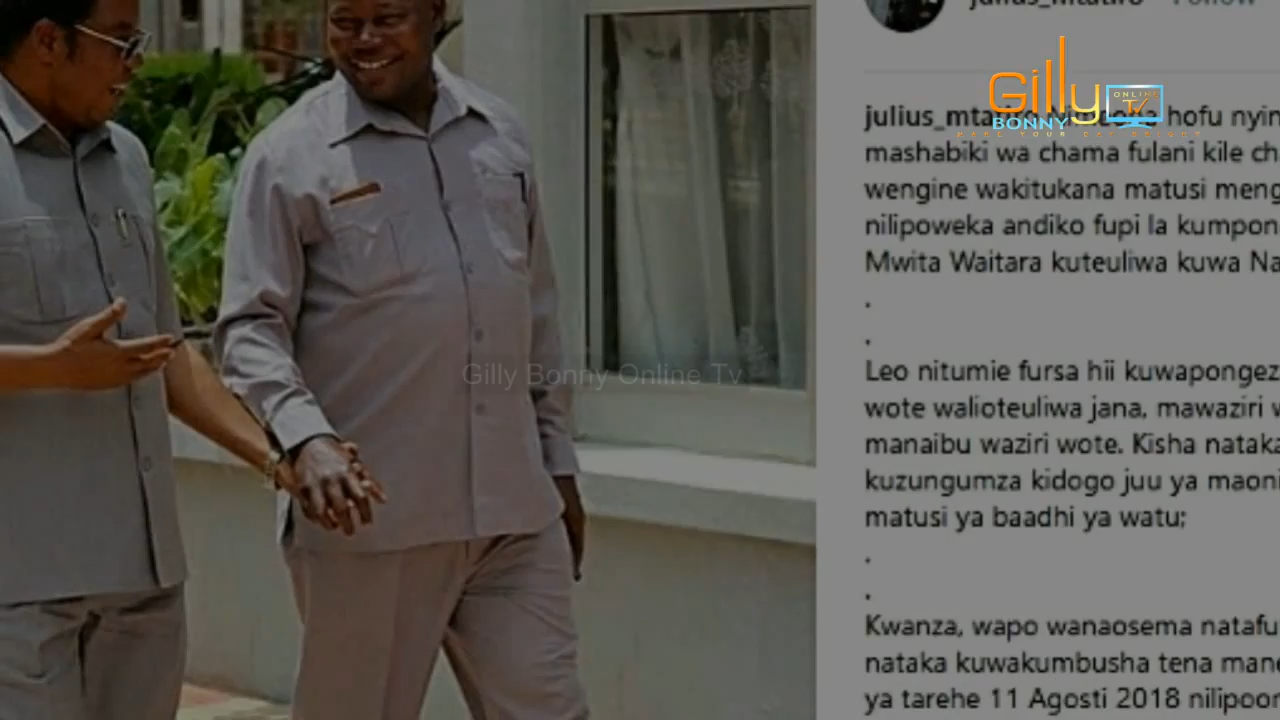 Gilly
BONNY
ONLINE
TV
Gilly Bonny Online Tv
hofu nyin
mashabiki wa chama fulani kile ch
wengine wakitukana matusi meng
nilipoweka andiko fupi la kumpon
Mwita Waitara kuteuliwa kuwa Na
.
.
Leo nitumie fursa hii kuwapongez
wote walioteuliwa jana, mawaziri w
manaibu waziri wote. Kisha nataka
kuzungumza kidogo juu ya maoni
matusi ya baadhi ya watu;
.
.
Kwanza, wapo wanaosema natafu
nataka kuwakumbusha tena mane
ya tarehe 11 Agosti 2018 nilipoor